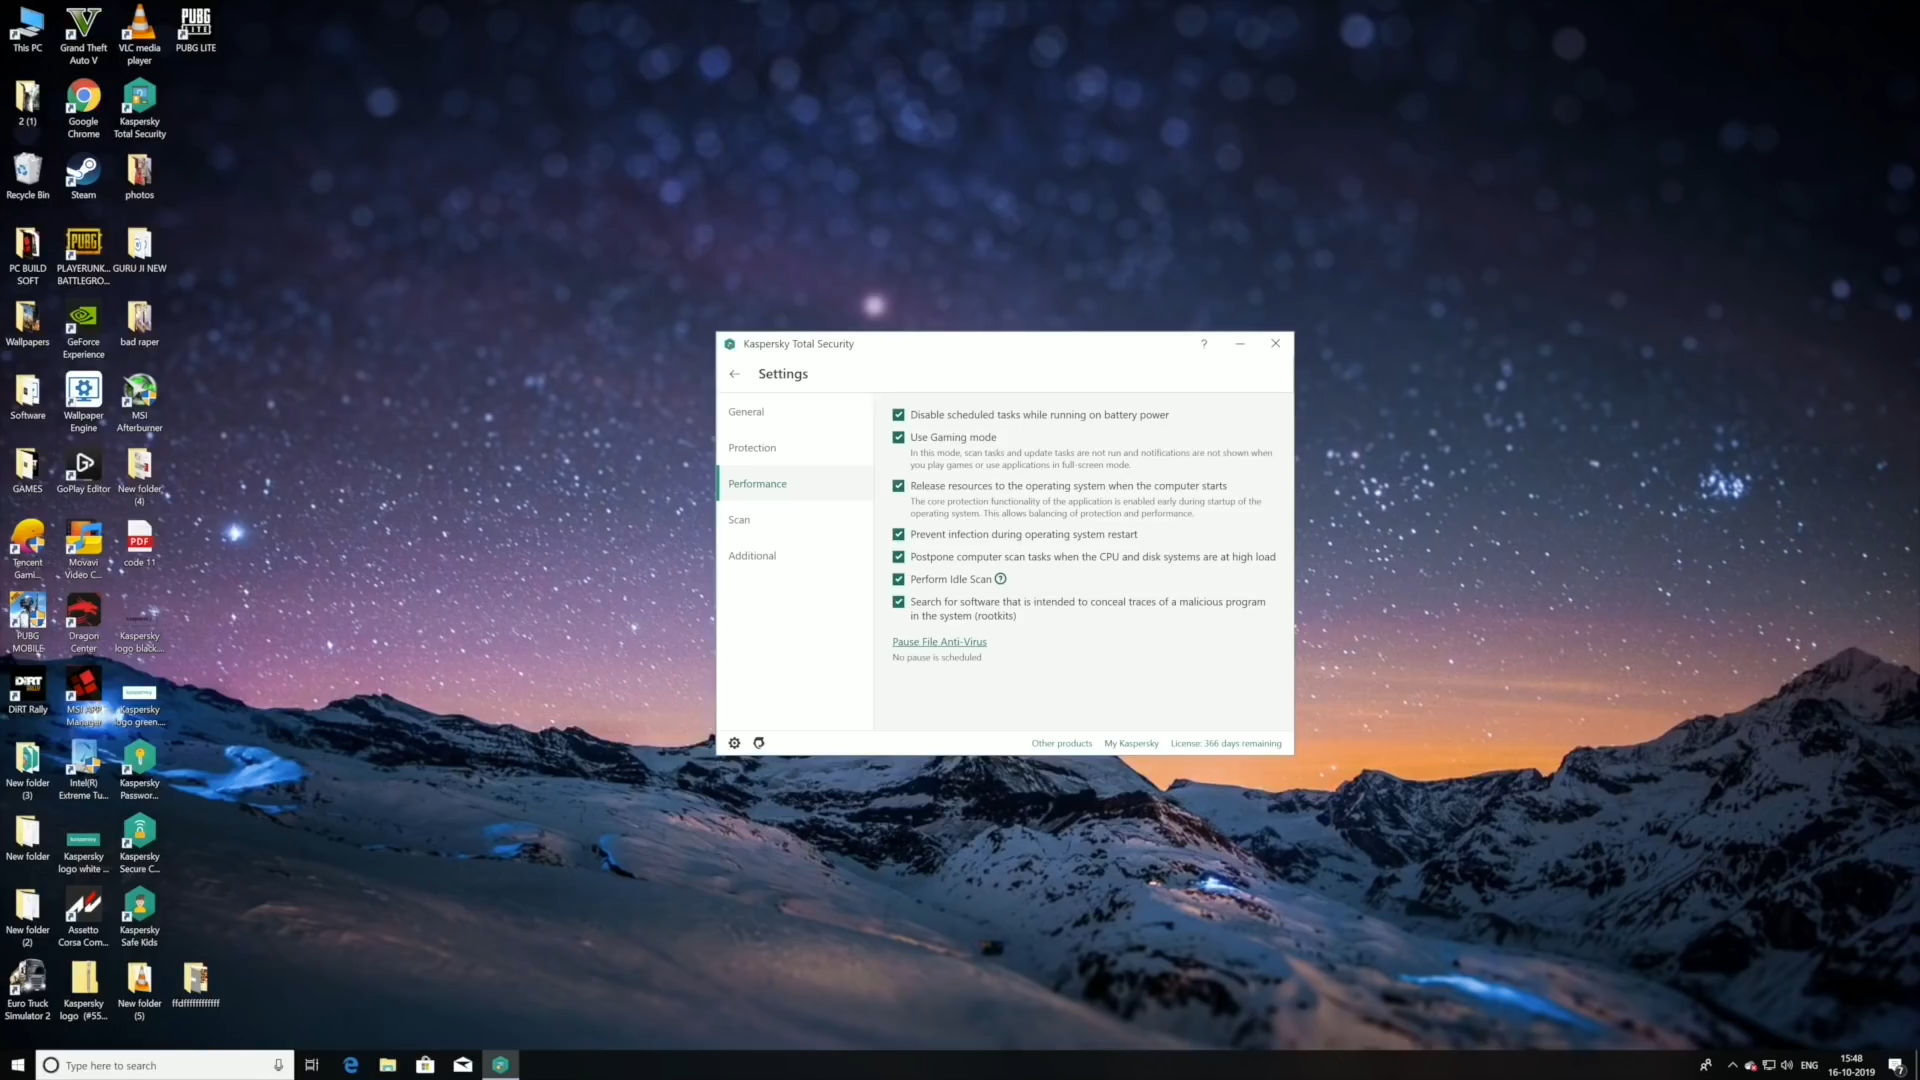 This PC
Grand Theft
Auto V
VLC media
player
PUBG
LITE
PUBG LITE
2 (1)
Google
Chrome
Kaspersky
Total Security
Recycle Bin
Steam
photos
PC BUILD
SOFT
PUBG
PLAYERUNK...
BATTLEGRO...
GURU JI NEW
Wallpapers
GeForce
Experience
bad raper
Software
Wallpaper
Engine
MSI
Afterburner
GAMES
GoPlay Editor
New folder
(4)
Tencent
Gami...
Movavi
Video C...
PDF
code 11
PUBG
MOBILE
Dragon
Center
Kaspersky
logo black....
DiRT
RALLY
DiRT Rally
MSI APP
Manager
kaspersky
Kaspersky
logo green....
New folder
(3)
Intel(R)
Extreme Tu...
Kaspersky
Passwor...
New folder
kaspersky
Kaspersky
logo white ...
Kaspersky
Secure C...
New folder
(2)
Assetto
Corsa Com...
Kaspersky
Safe Kids
Euro Truck
Simulator 2
Kaspersky
logo (#55...
New folder
(5)
ffdffffffffffff
Kaspersky Total Security
?
Settings
General
Protection
Performance
Scan
Additional
Disable scheduled tasks while running on battery power
Use Gaming mode
In this mode, scan tasks and update tasks are not run and notifications are not shown when
you play games or use applications in full-screen mode.
Release resources to the operating system when the computer starts
The core protection functionality of the application is enabled early during startup of the
operating system. This allows balancing of protection and performance.
Prevent infection during operating system restart
Postpone computer scan tasks when the CPU and disk systems are at high load
Perform Idle Scan ?
Search for software that is intended to conceal traces of a malicious program
in the system (rootkits)
Pause File Anti-Virus
No pause is scheduled
Other products My Kaspersky License: 366 days remaining
Type here to search
ENG
15:48
16-10-2019
7